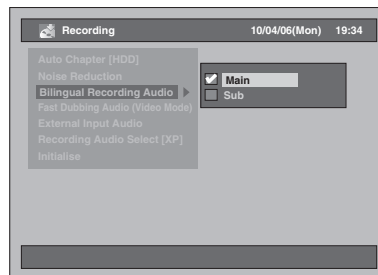 Recording 10/04/06(Mon) 19:34
Auto Chapter [HDD]
Noise Reduction
Bilingual Recording Audio
Fast Dubbing Audio (Video Mode)
External Input Audio
Recording Audio Select [XP]
Initialise
Main
Sub